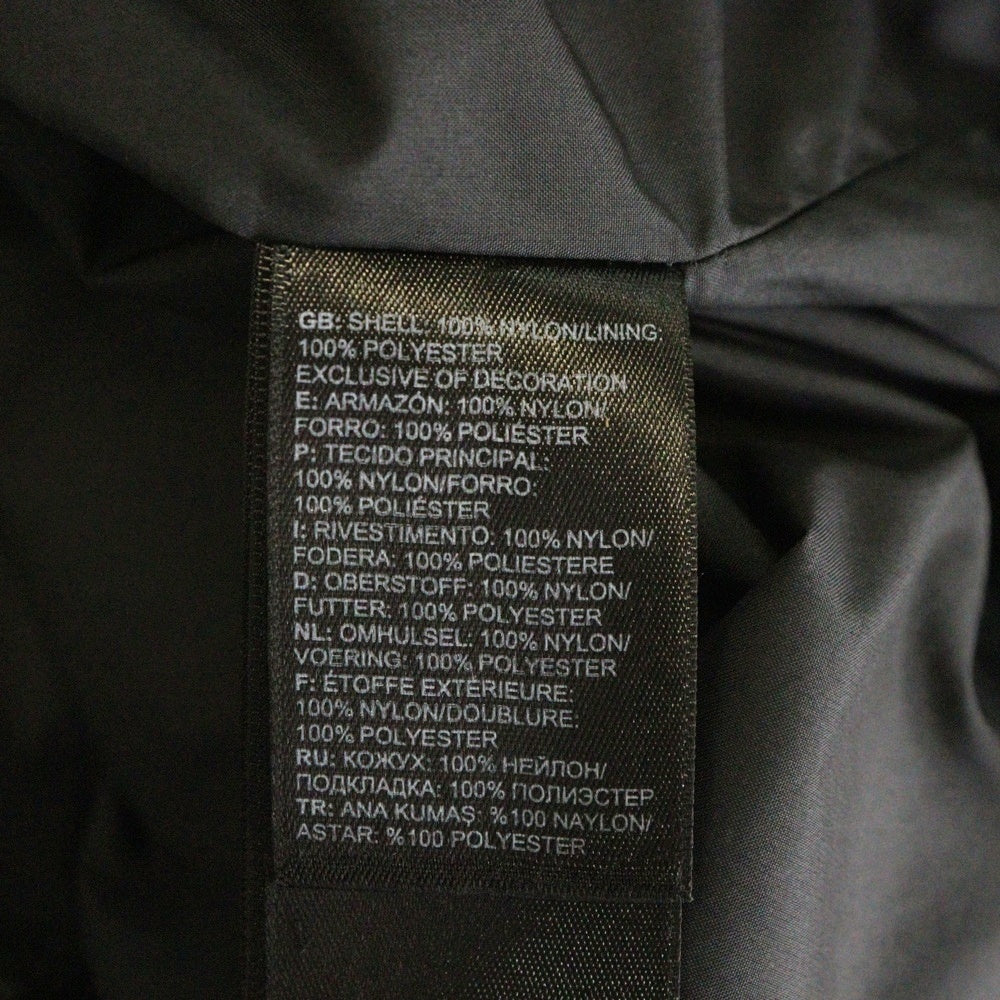 GB: SHELL: 100% NYLON/LINING:
100% POLYESTER
EXCLUSIVE OF DECORATION
E: ARMAZÓN: 100% NYLON/
FORRO: 100% POLIÉSTER
P: TECIDO PRINCIPAL:
100% NYLON/FORRO:
100% POLIÉSTER
I: RIVESTIMENTO: 100% NYLON/
FODERA: 100% POLIESTERE
D: OBERSTOFF: 100% NYLON/
FUTTER: 100% POLYESTER
NL: OMHULSEL: 100% NYLON/
VOERING: 100% POLYESTER
F: ÉTOFFE EXTÉRIEURE:
100% NYLON/DOUBLURE:
100% POLYESTER
RU: КОЖУХ: 100% НЕЙЛОН/
ПОДКЛАДКА: 100% ПОЛИЭСТЕР
TR: ANA KUMAŞ: %100 NAYLON/
ASTAR: %100 POLYESTER